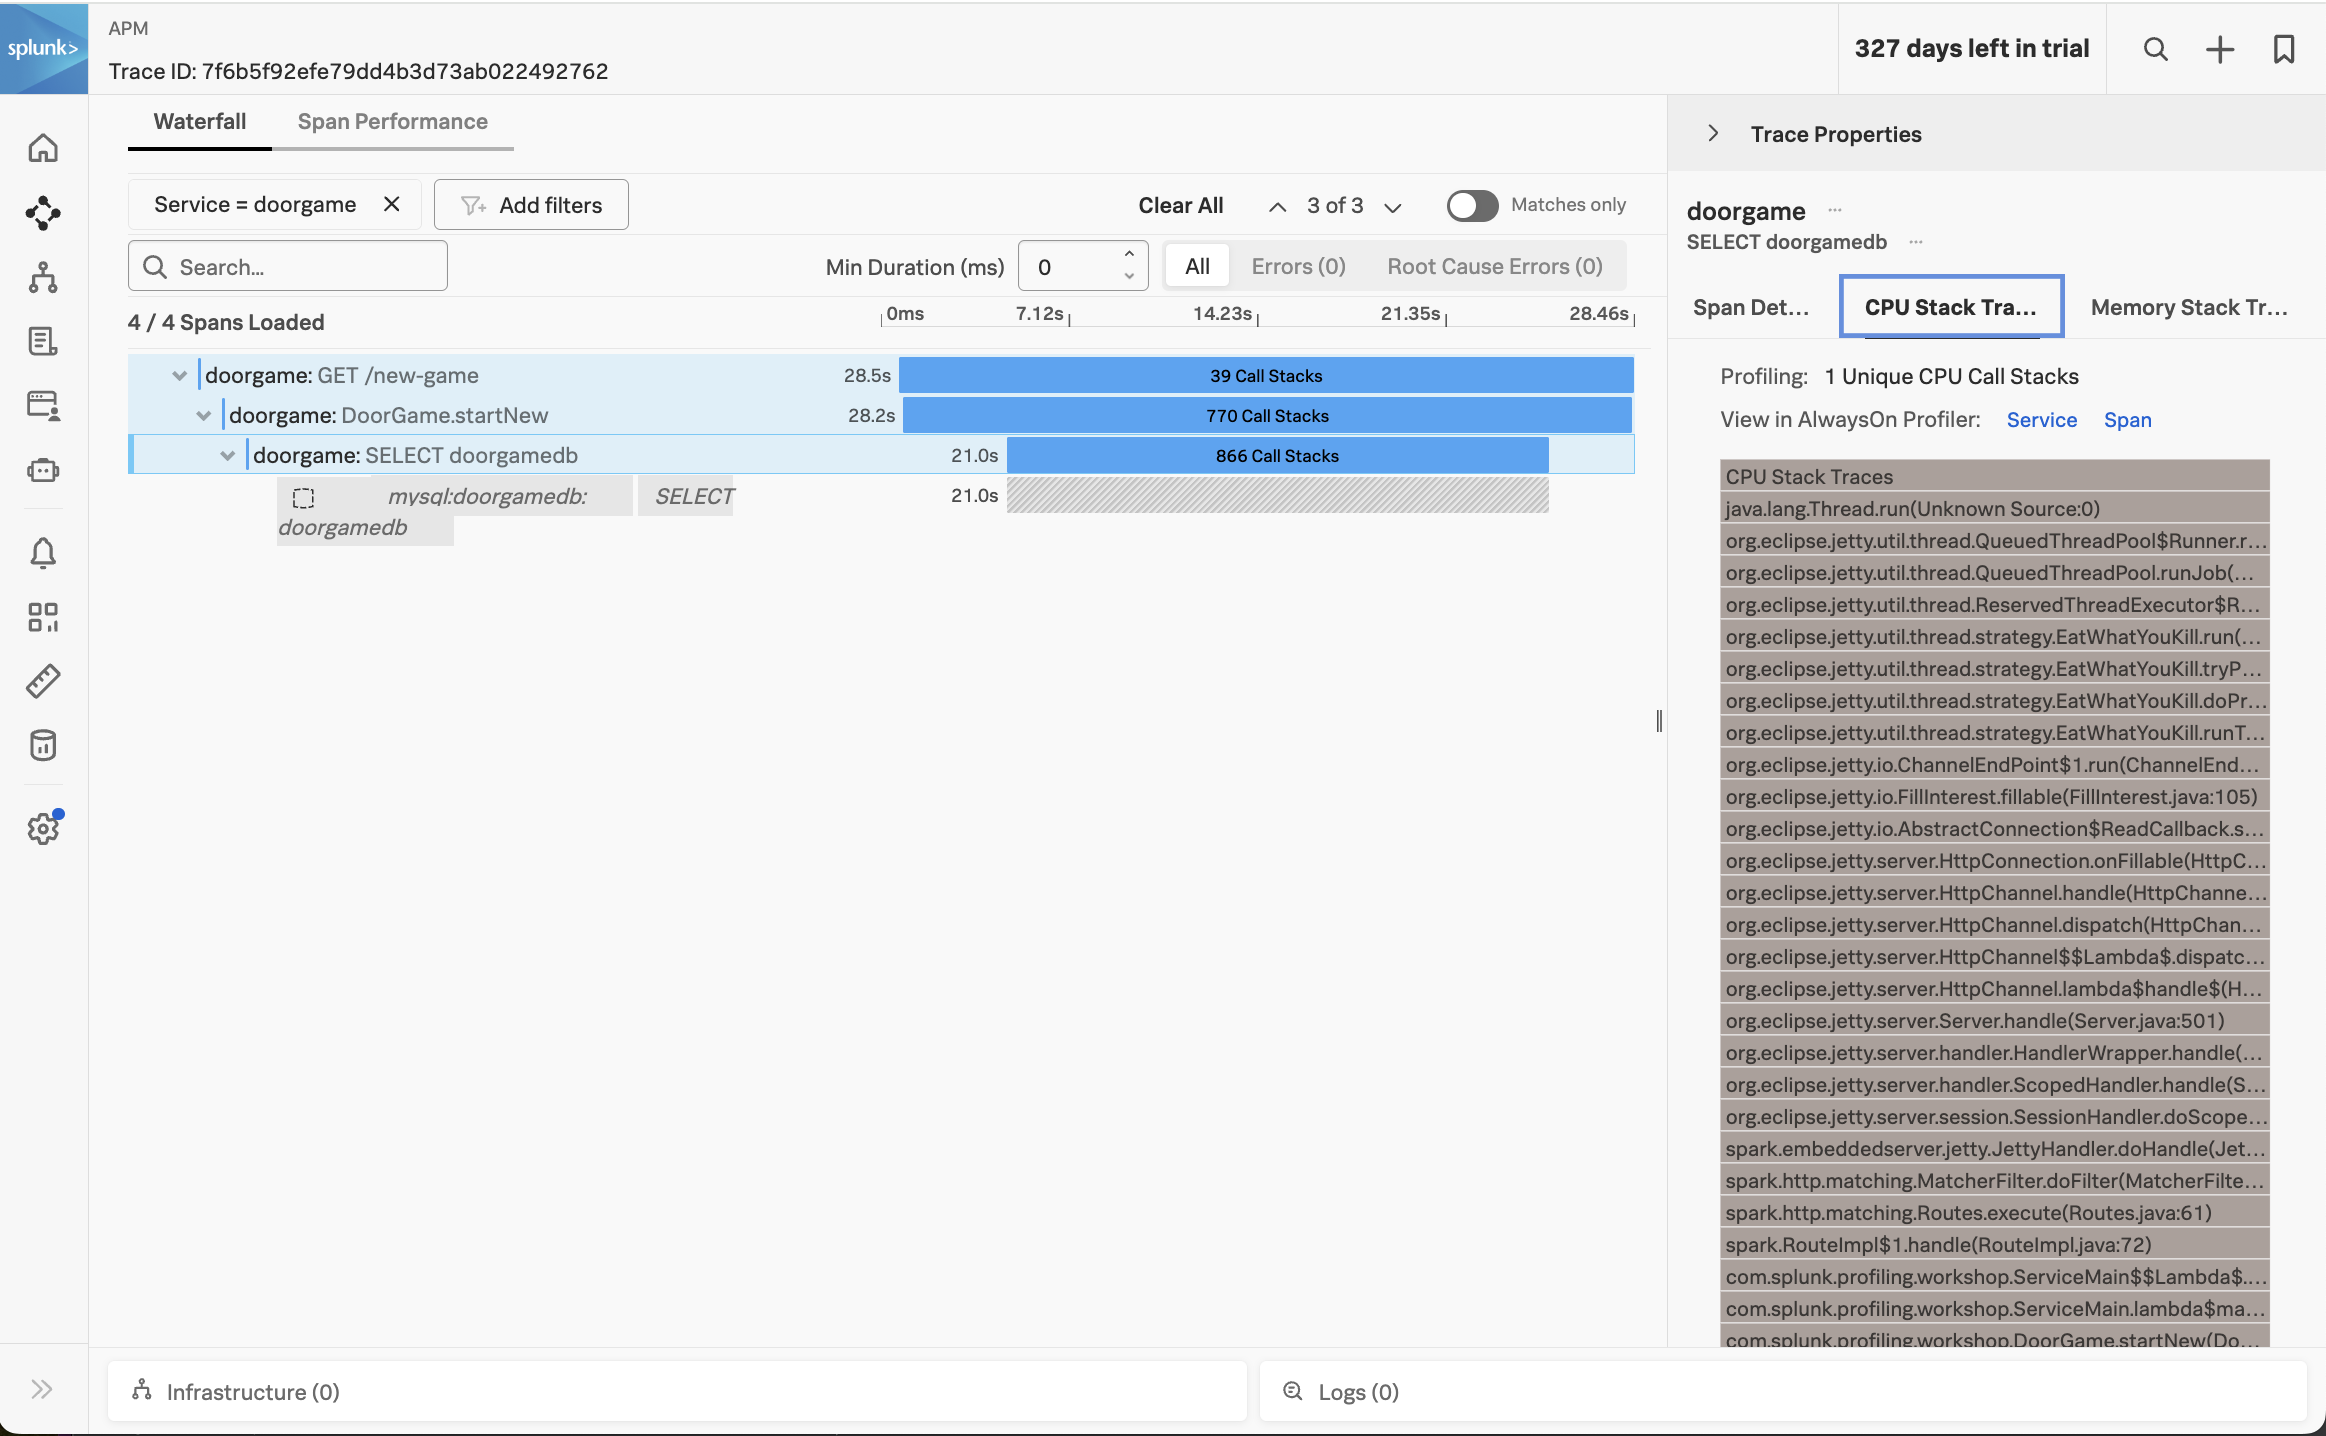 splunk>
APM
Trace ID: 7f6b5f92efe79dd4b3d73ab022492762
327 days left in trial
Waterfall
Span Performance
Service = doorgame
Add filters
Clear All
3 of 3
Matches only
Search...
Min Duration (ms)
0
All
Errors (0)
Root Cause Errors (0)
4 / 4 Spans Loaded
0ms
7.12s
14.23s
21.35s
28.46s
doorgame: GET /new-game
28.5s
39 Call Stacks
doorgame: DoorGame.startNew
28.2s
770 Call Stacks
doorgame: SELECT doorgamedb
21.0s
866 Call Stacks
mysql:doorgamedb: SELECT
doorgamedb
21.0s
Trace Properties
doorgame
SELECT doorgamedb
Span Det...
CPU Stack Tra...
Memory Stack Tr...
Profiling: 1 Unique CPU Call Stacks
View in AlwaysOn Profiler: Service Span
CPU Stack Traces
java.lang.Thread.run(Unknown Source:0)
org.eclipse.jetty.util.thread.QueuedThreadPool$Runner.r...
org.eclipse.jetty.util.thread.QueuedThreadPool.runJob(...
org.eclipse.jetty.util.thread.ReservedThreadExecutor$R...
org.eclipse.jetty.util.thread.strategy.EatWhatYouKill.run(...
org.eclipse.jetty.util.thread.strategy.EatWhatYouKill.tryP...
org.eclipse.jetty.util.thread.strategy.EatWhatYouKill.doPr...
org.eclipse.jetty.util.thread.strategy.EatWhatYouKill.runT...
org.eclipse.jetty.io.ChannelEndPoint$1.run(ChannelEnd...
org.eclipse.jetty.io.FillInterest.fillable(FillInterest.java:105)
org.eclipse.jetty.io.AbstractConnection$ReadCallback.s...
org.eclipse.jetty.server.HttpConnection.onFillable(HttpC...
org.eclipse.jetty.server.HttpChannel.handle(HttpChanne...
org.eclipse.jetty.server.HttpChannel.dispatch(HttpChan...
org.eclipse.jetty.server.HttpChannel$$Lambda$.dispatc...
org.eclipse.jetty.server.HttpChannel.lambda$handle$(H...
org.eclipse.jetty.server.Server.handle(Server.java:501)
org.eclipse.jetty.server.handler.HandlerWrapper.handle(...
org.eclipse.jetty.server.handler.ScopedHandler.handle(S...
org.eclipse.jetty.server.session.SessionHandler.doScope...
spark.embeddedserver.jetty.JettyHandler.doHandle(Jet...
spark.http.matching.MatcherFilter.doFilter(MatcherFilte...
spark.http.matching.Routes.execute(Routes.java:61)
spark.RouteImpl$1.handle(RouteImpl.java:72)
com.splunk.profiling.workshop.ServiceMain$$Lambda$....
com.splunk.profiling.workshop.ServiceMain.lambda$ma...
com.splunk.profiling.workshop.DoorGame.startNew(Do...
Infrastructure (0)
Logs (0)